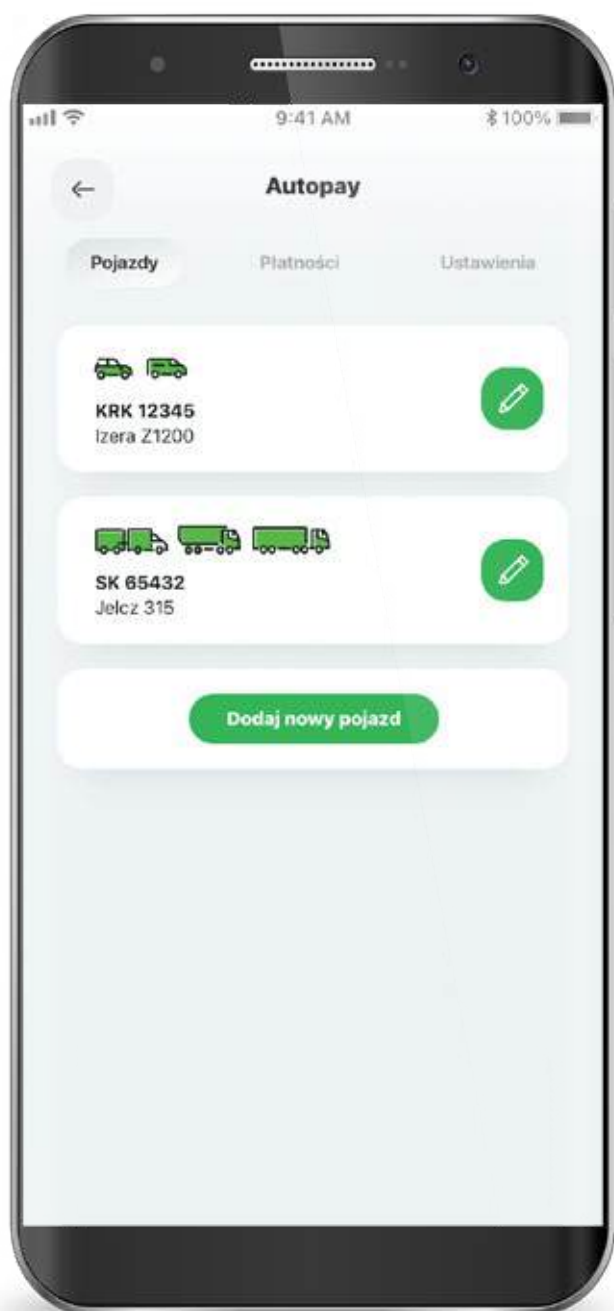 9:41 AM
100%
Autopay
Pojazdy
Płatności
Ustawienia
KRK 12345
Izera Z1200
SK 65432
Jelcz 315
Dodaj nowy pojazd